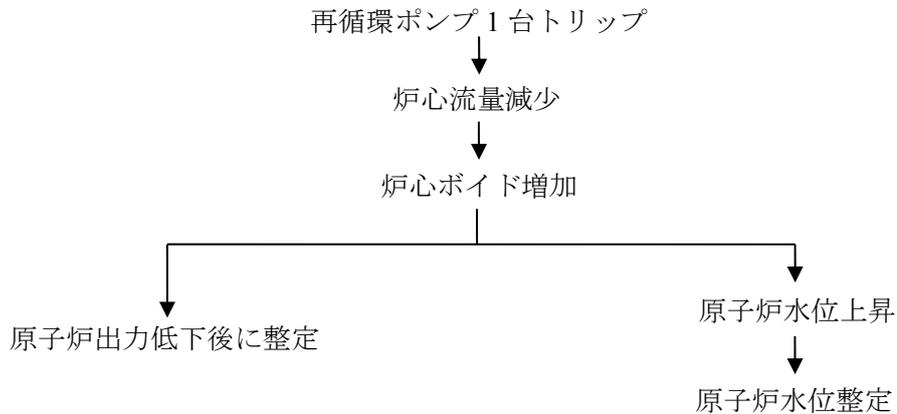 再循環ポンプ 1 台トリップ
炉心流量減少
炉心ボイド増加
原子炉出力低下後に整定
原子炉水位上昇
原子炉水位整定